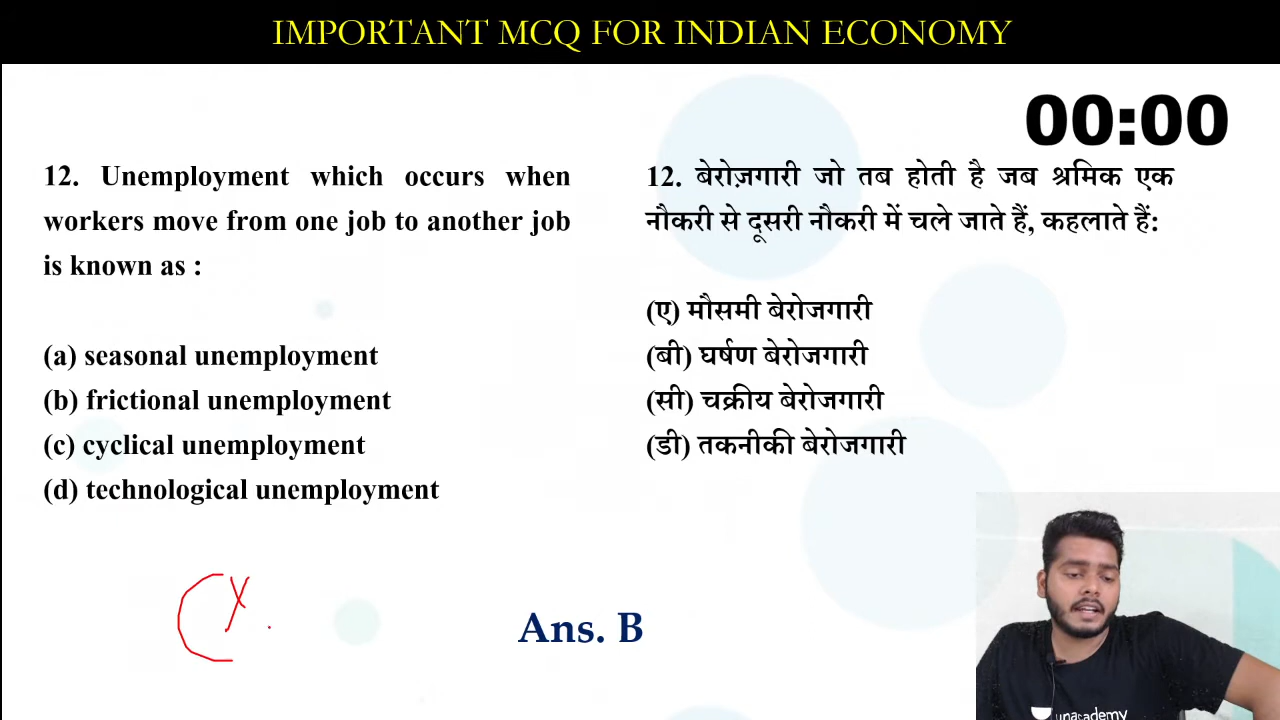 IMPORTANT MCQ FOR INDIAN ECONOMY
00:00
12. Unemployment which occurs when
workers move from one job to another job
is known as :
(a) seasonal unemployment
(b) frictional unemployment
(c) cyclical unemployment
(d) technological unemployment
12. बेरोज़गारी जो तब होती है जब श्रमिक एक
नौकरी से दूसरी नौकरी में चले जाते हैं, कहलाते हैं:
(ए) मौसमी बेरोजगारी
(बी) घर्षण बेरोजगारी
(सी) चक्रीय बेरोजगारी
(डी) तकनीकी बेरोजगारी
Ans. B
unacademy